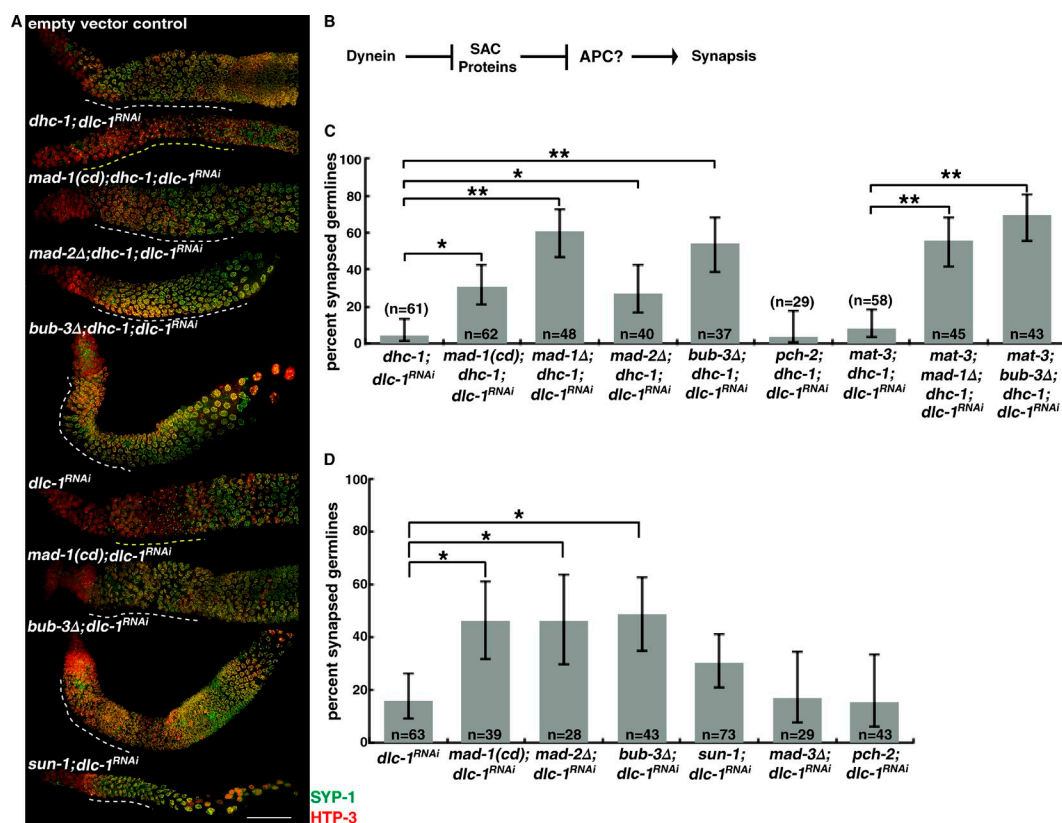 A
empty vector control
dhc-1; dlc-1RNAi
mad-1(cd);dhc-1;dlc-1RNAi
mad-2Δ;dhc-1;dlc-1RNAi
bub-3Δ;dhc-1;dlc-1RNAi
dlc-1RNAi
mad-1(cd);dlc-1RNAi
bub-3Δ;dlc-1RNAi
sun-1;dlc-1RNAi
SYP-1
HTP-3
B
Dynein
SAC
Proteins
APC?
Synapsis
C
percent synapsed germlines
100
80
60
40
20
0
*
**
*
**
**
**
(n=61)
n=62
n=48
n=40
n=37
(n=29)
(n=58)
n=45
n=43
dhc-1;
dlc-1RNAi
mad-1(cd);
dhc-1;
dlc-1RNAi
mad-1Δ;
dhc-1;
dlc-1RNAi
mad-2Δ;
dhc-1;
dlc-1RNAi
bub-3Δ;
dhc-1;
dlc-1RNAi
pch-2;
dhc-1;
dlc-1RNAi
mat-3;
dhc-1;
dlc-1RNAi
mat-3;
mad-1Δ;
dhc-1;
dlc-1RNAi
mat-3;
bub-3Δ;
dhc-1;
dlc-1RNAi
D
percent synapsed germlines
100
80
60
40
20
0
*
*
*
n=63
n=39
n=28
n=43
n=73
n=29
n=43
dlc-1RNAi
mad-1(cd);
dlc-1RNAi
mad-2Δ;
dlc-1RNAi
bub-3Δ;
dlc-1RNAi
sun-1;
dlc-1RNAi
mad-3Δ;
dlc-1RNAi
pch-2;
dlc-1RNAi